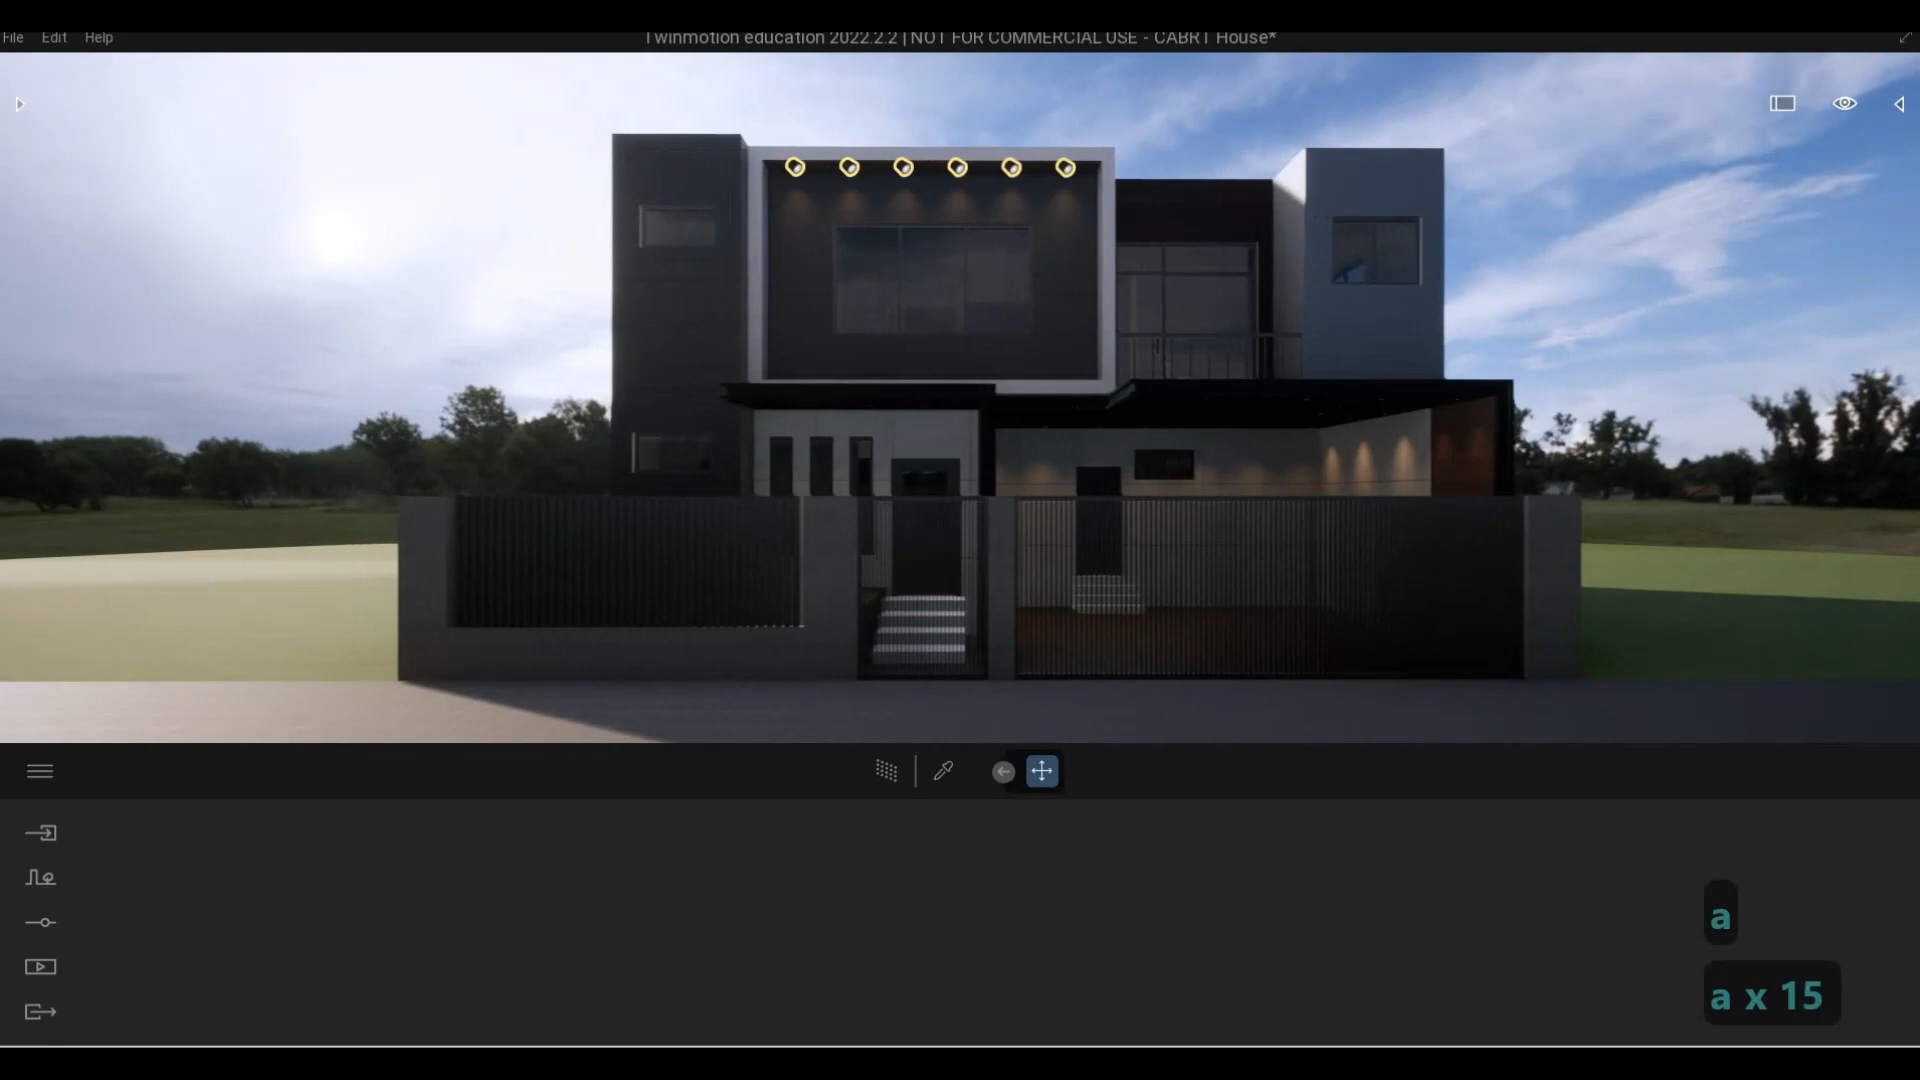 File Edit Help
Twinmotion education 2022.2.2 | NOT FOR COMMERCIAL USE - CABRT House*
a
a x 15